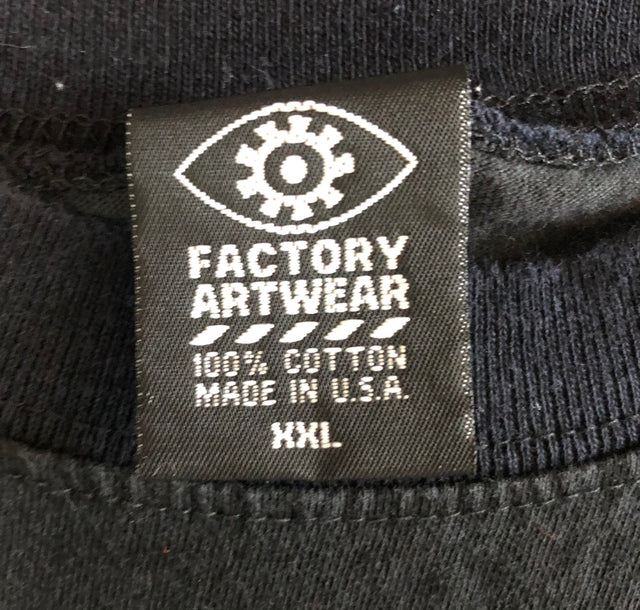 FACTORY
ARTWEAR
100% COTTON
MADE IN U.S.A.
XXL